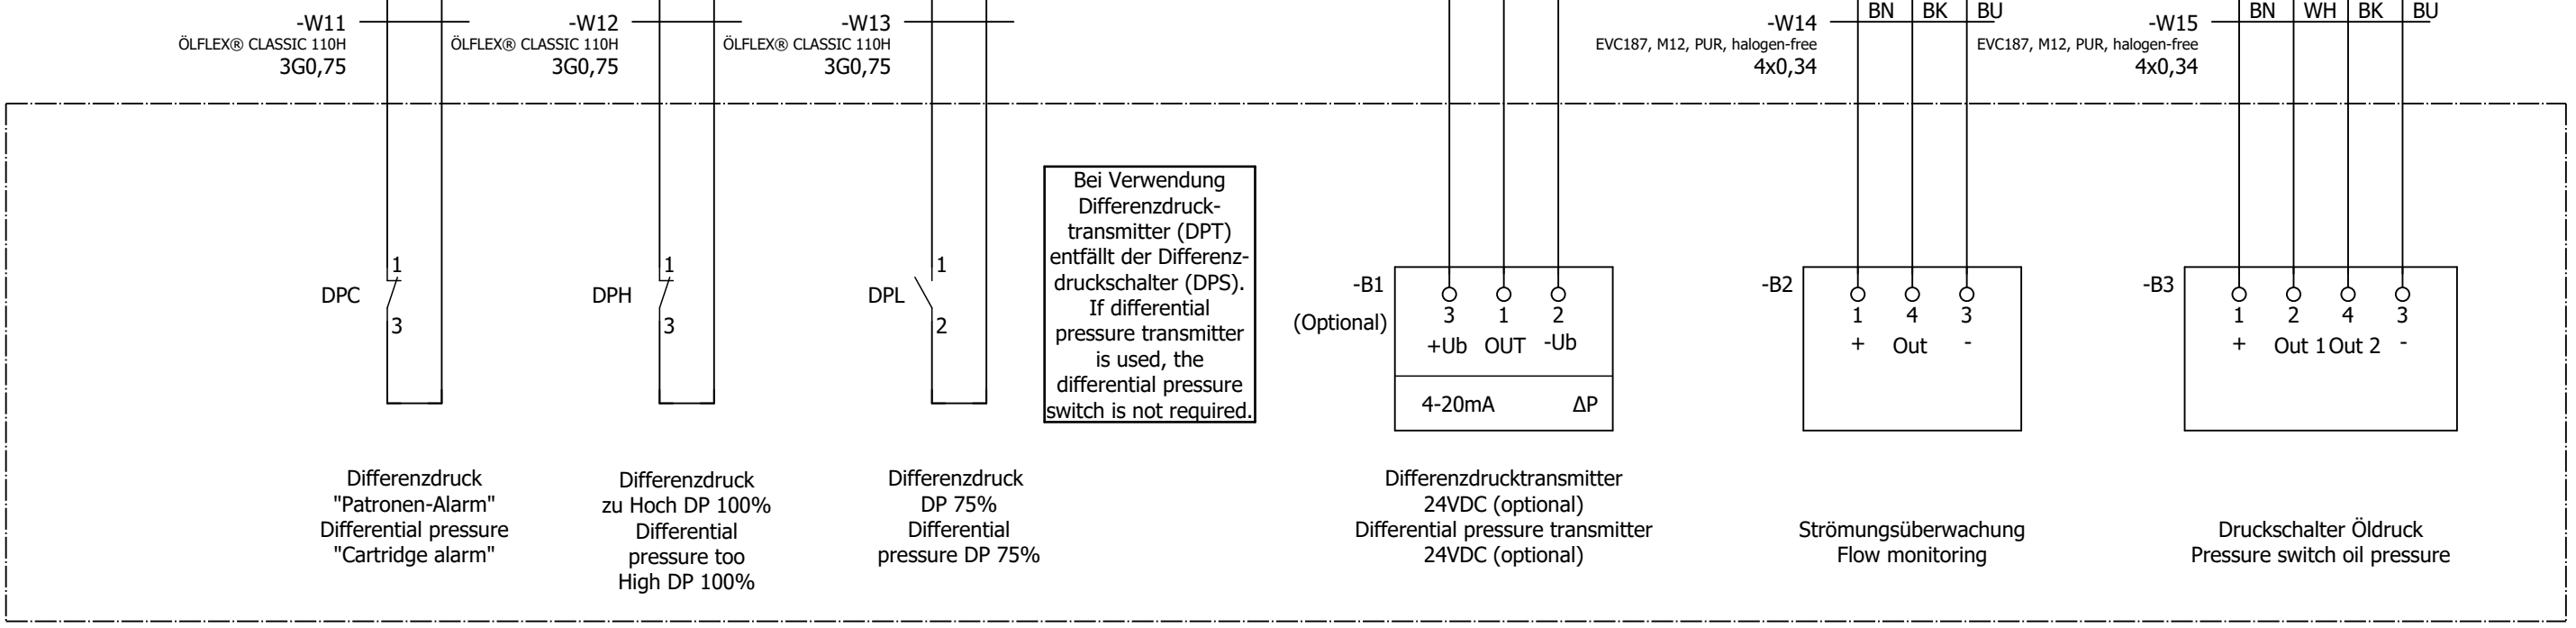 -W11
ÖLFLEX® CLASSIC 110H
3G0,75
-W12
ÖLFLEX® CLASSIC 110H
3G0,75
-W13
ÖLFLEX® CLASSIC 110H
3G0,75
-W14
EVC187, M12, PUR, halogen-free
4x0,34
BN BK BU
-W15
EVC187, M12, PUR, halogen-free
4x0,34
BN WH BK BU
DPC
1
3
DPH
1
3
DPL
1
2
Bei Verwendung
Differenzdruck-
transmitter (DPT)
entfällt der Differenz-
druckschalter (DPS).
If differential
pressure transmitter
is used, the
differential pressure
switch is not required.
-B1
(Optional)
3 1 2
+Ub OUT -Ub
4-20mA ΔP
-B2
1 4 3
+ Out -
-B3
1 2 4 3
+ Out 1 Out 2 -
Differenzdruck
"Patronen-Alarm"
Differential pressure
"Cartridge alarm"
Differenzdruck
zu Hoch DP 100%
Differential
pressure too
High DP 100%
Differenzdruck
DP 75%
Differential
pressure DP 75%
Differenzdrucktransmitter
24VDC (optional)
Differential pressure transmitter
24VDC (optional)
Strömungsüberwachung
Flow monitoring
Druckschalter Öldruck
Pressure switch oil pressure